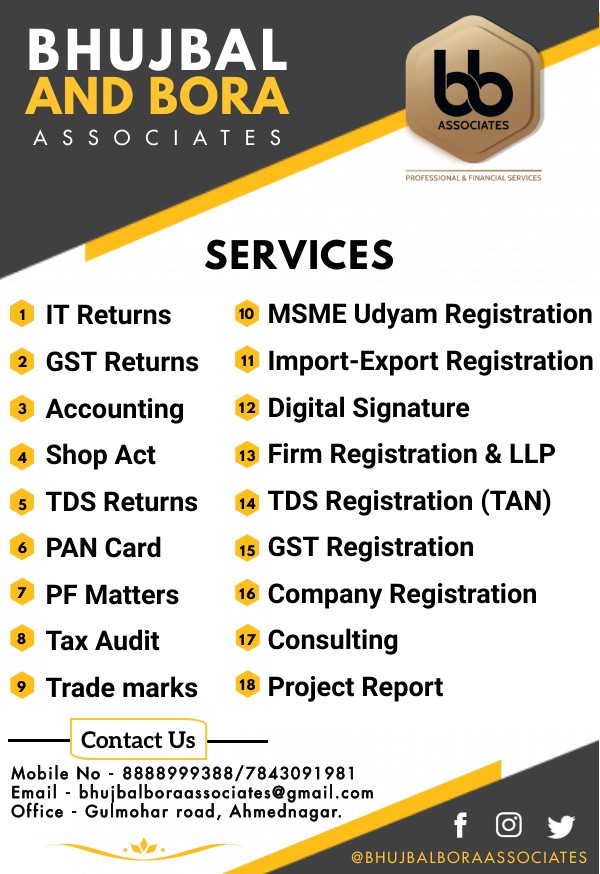 BHUJBAL
AND BORA
ASSOCIATES
bb
ASSOCIATES
PROFESSIONAL & FINANCIAL SERVICES
SERVICES
1 IT Returns
2 GST Returns
3 Accounting
4 Shop Act
5 TDS Returns
6 PAN Card
7 PF Matters
8 Tax Audit
9 Trade marks
10 MSME Udyam Registration
11 Import-Export Registration
12 Digital Signature
13 Firm Registration & LLP
14 TDS Registration (TAN)
15 GST Registration
16 Company Registration
17 Consulting
18 Project Report
Contact Us
Mobile No - 8888999388/7843091981
Email - bhujbalboraassociates@gmail.com
Office - Gulmohar road, Ahmednagar.
@BHUJBALBORAASSOCIATES